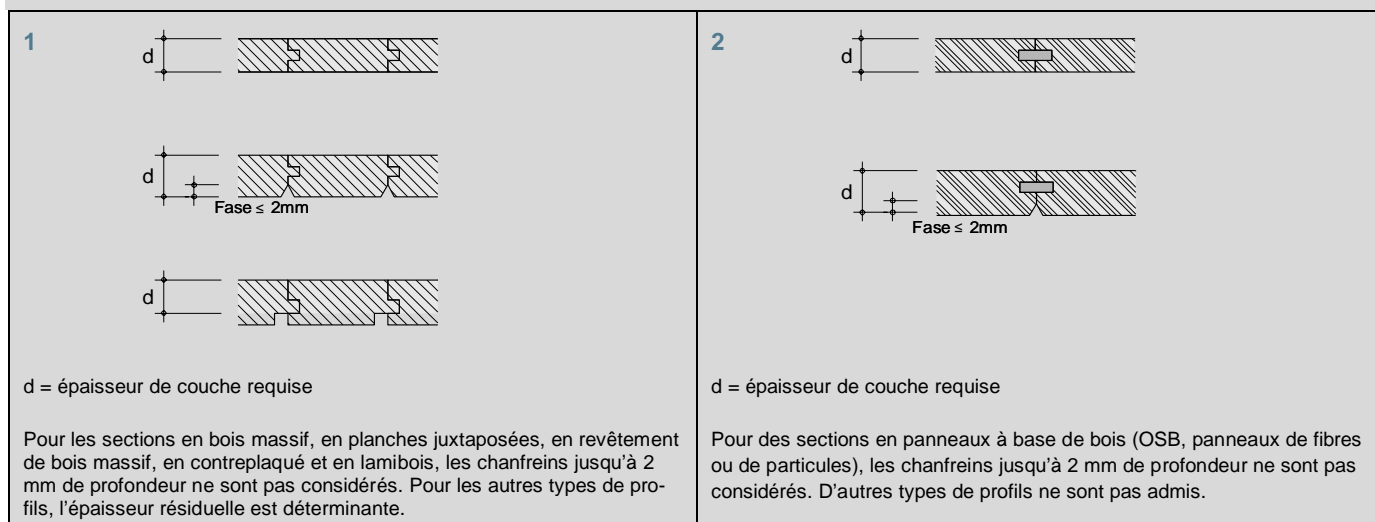 1
d
d
Fase ≤ 2mm
d
d = épaisseur de couche requise
Pour les sections en bois massif, en planches juxtaposées, en revêtement
de bois massif, en contreplaqué et en lamibois, les chanfreins jusqu'à 2
mm de profondeur ne sont pas considérés. Pour les autres types de pro-
fils, l'épaisseur résiduelle est déterminante.
2
d
d
Fase ≤ 2mm
d = épaisseur de couche requise
Pour des sections en panneaux à base de bois (OSB, panneaux de fibres
ou de particules), les chanfreins jusqu'à 2 mm de profondeur ne sont pas
considérés. D'autres types de profils ne sont pas admis.